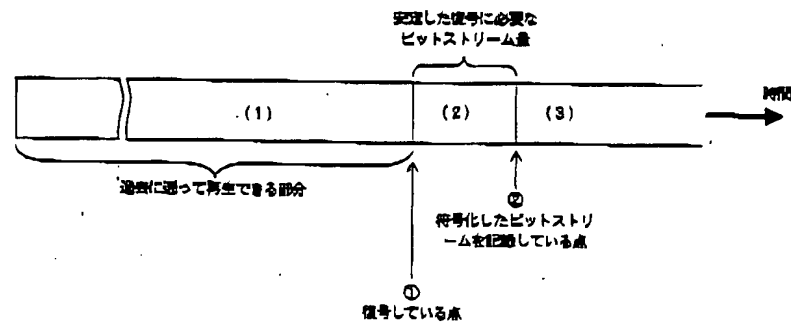 安定した復号に必要な
ビットストリーム量
時間
(1)
(2)
(3)
過去に遡って再生できる部分
②
符号化したビットストリ
ームを記録している点
①
復号している点